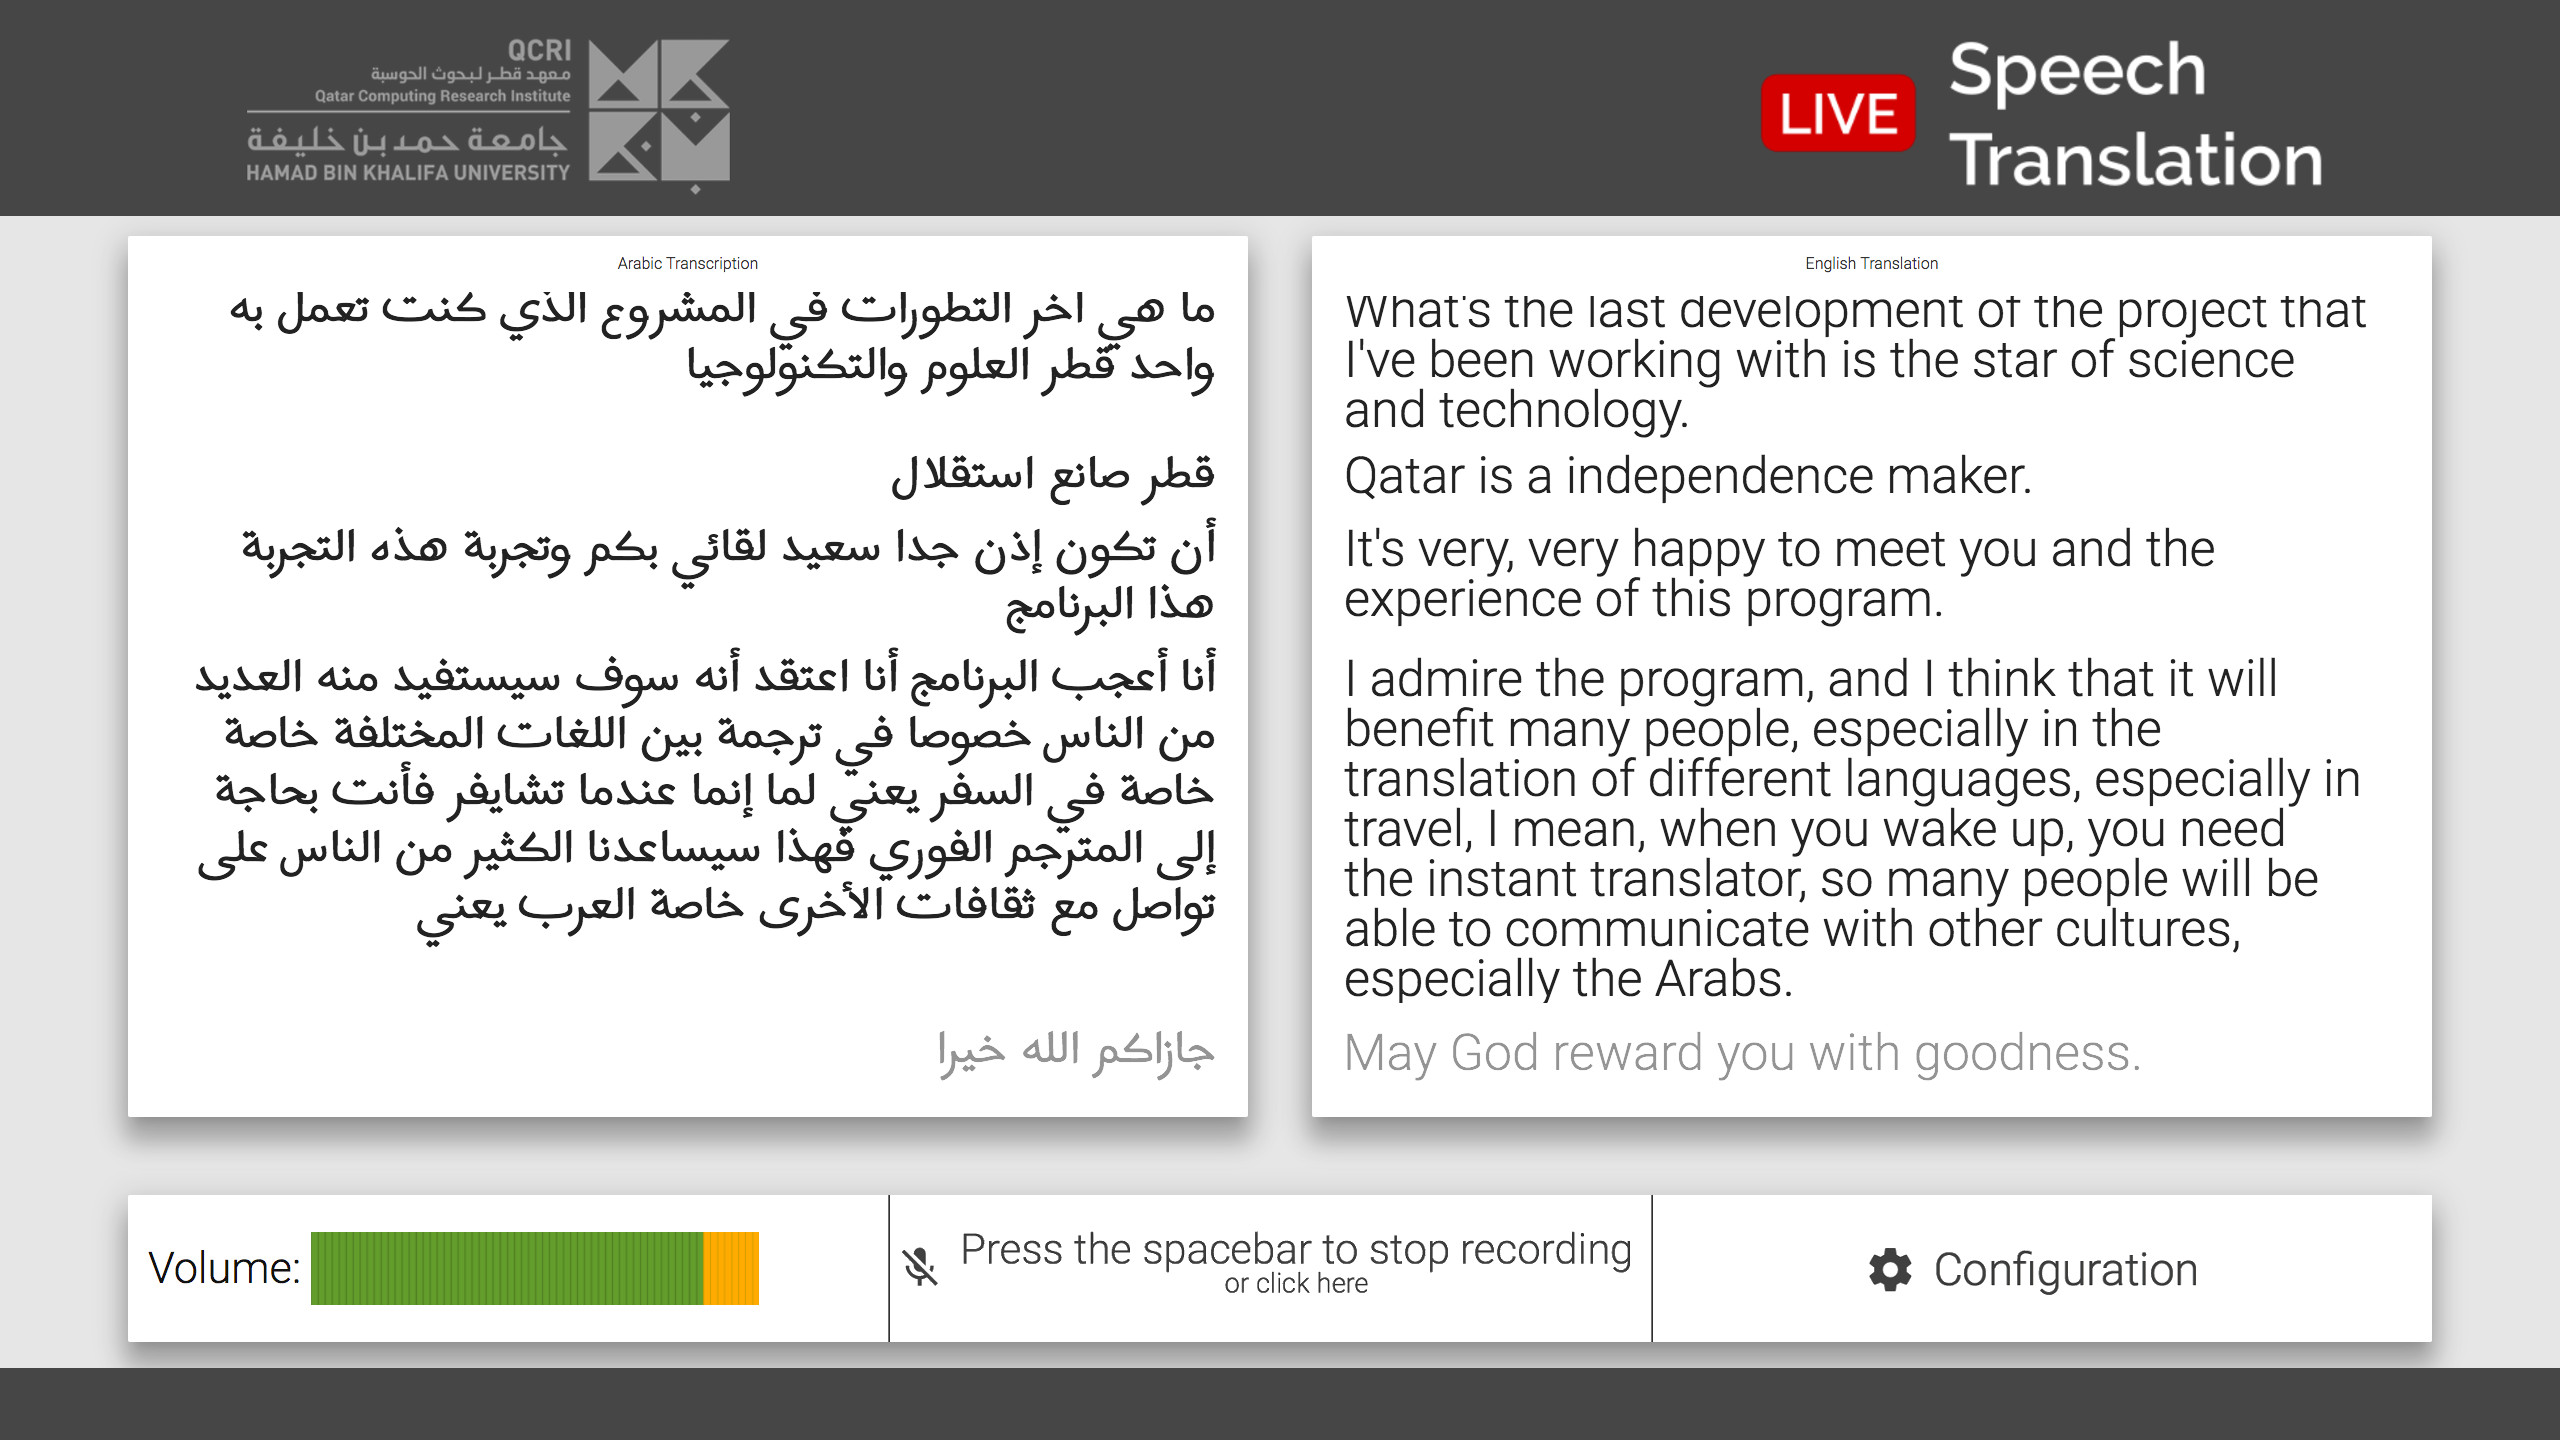 QCRI
معهد قطر لبحوث الحوسبة
Qatar Computing Research Institute
جامعة حمد بن خليفة
HAMAD BIN KHALIFA UNIVERSITY
LIVE
Speech
Translation
Arabic Transcription
ما هي اخر التطورات في المشروع الذي كنت تعمل به
واحد قطر العلوم والتكنولوجيا
قطر صانع استقلال
أن تكون إذن جدا سعيد لقائي بكم وتجربة هذه التجربة
هذا البرنامج
أنا أعجب البرنامج أنا اعتقد أنه سوف سيستفيد منه العديد
من الناس خصوصا في ترجمة بين اللغات المختلفة خاصة
خاصة في السفر يعني لما إنما عندما تشايفر فأنت بحاجة
إلى المترجم الفوري فهذا سيساعدنا الكثير من الناس على
تواصل مع ثقافات الأخرى خاصة العرب يعني
جازاكم الله خيرا
English Translation
What's the last development of the project that
I've been working with is the star of science
and technology.
Qatar is a independence maker.
It's very, very happy to meet you and the
experience of this program.
I admire the program, and I think that it will
benefit many people, especially in the
translation of different languages, especially in
travel, I mean, when you wake up, you need
the instant translator, so many people will be
able to communicate with other cultures,
especially the Arabs.
May God reward you with goodness.
Volume:
Press the spacebar to stop recording
or click here
Configuration